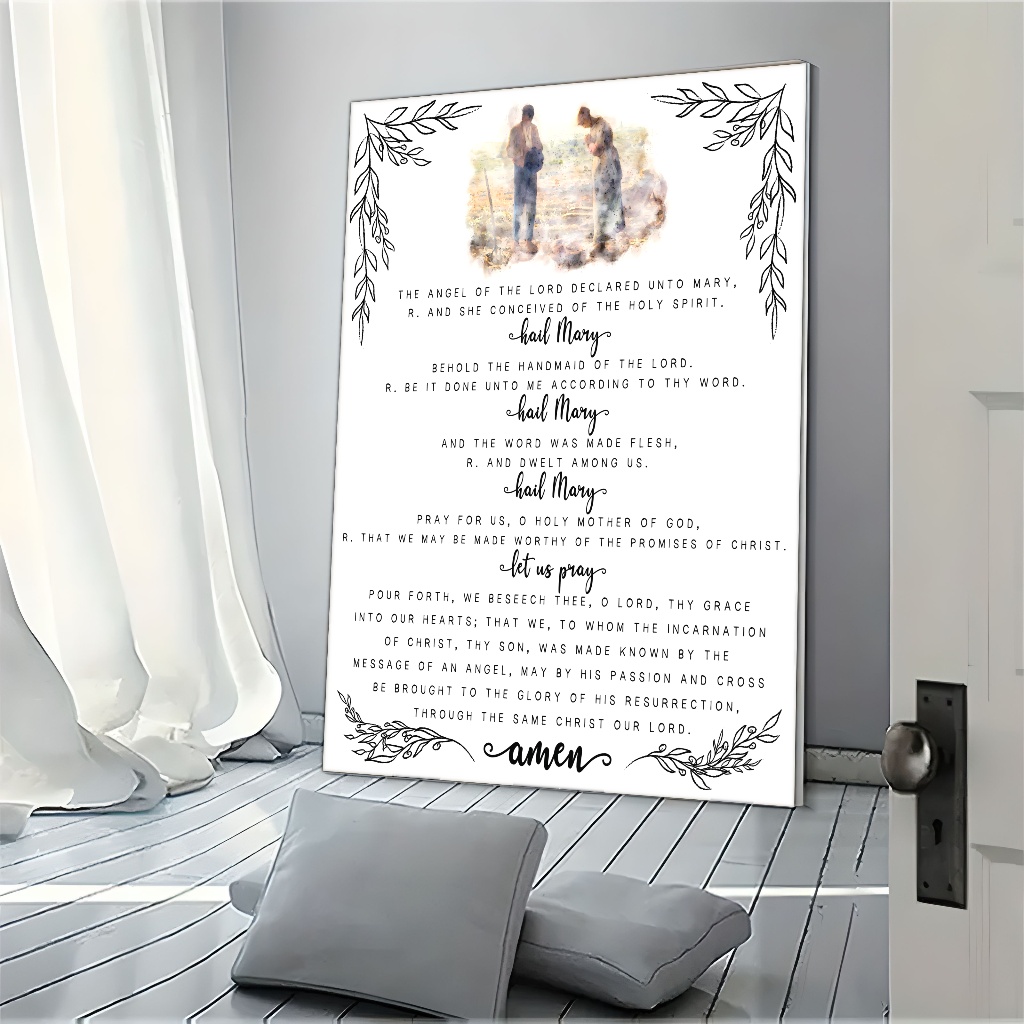 THE ANGEL OF THE LORD DECLARED UNTO MARY,
R. AND SHE CONCEIVED OF THE HOLY SPIRIT.
hail Mary
BEHOLD THE HANDMAID OF THE LORD.
R. BE IT DONE UNTO ME ACCORDING TO THY WORD.
hail Mary
AND THE WORD WAS MADE FLESH,
R. AND DWELT AMONG US.
hail Mary
PRAY FOR US, O HOLY MOTHER OF GOD,
R. THAT WE MAY BE MADE WORTHY OF THE PROMISES OF CHRIST.
let us pray
POUR FORTH, WE BESEECH THEE, O LORD, THY GRACE
INTO OUR HEARTS; THAT WE, TO WHOM THE INCARNATION
OF CHRIST, THY SON, WAS MADE KNOWN BY THE
MESSAGE OF AN ANGEL, MAY BY HIS PASSION AND CROSS
BE BROUGHT TO THE GLORY OF HIS RESURRECTION,
THROUGH THE SAME CHRIST OUR LORD.
amen